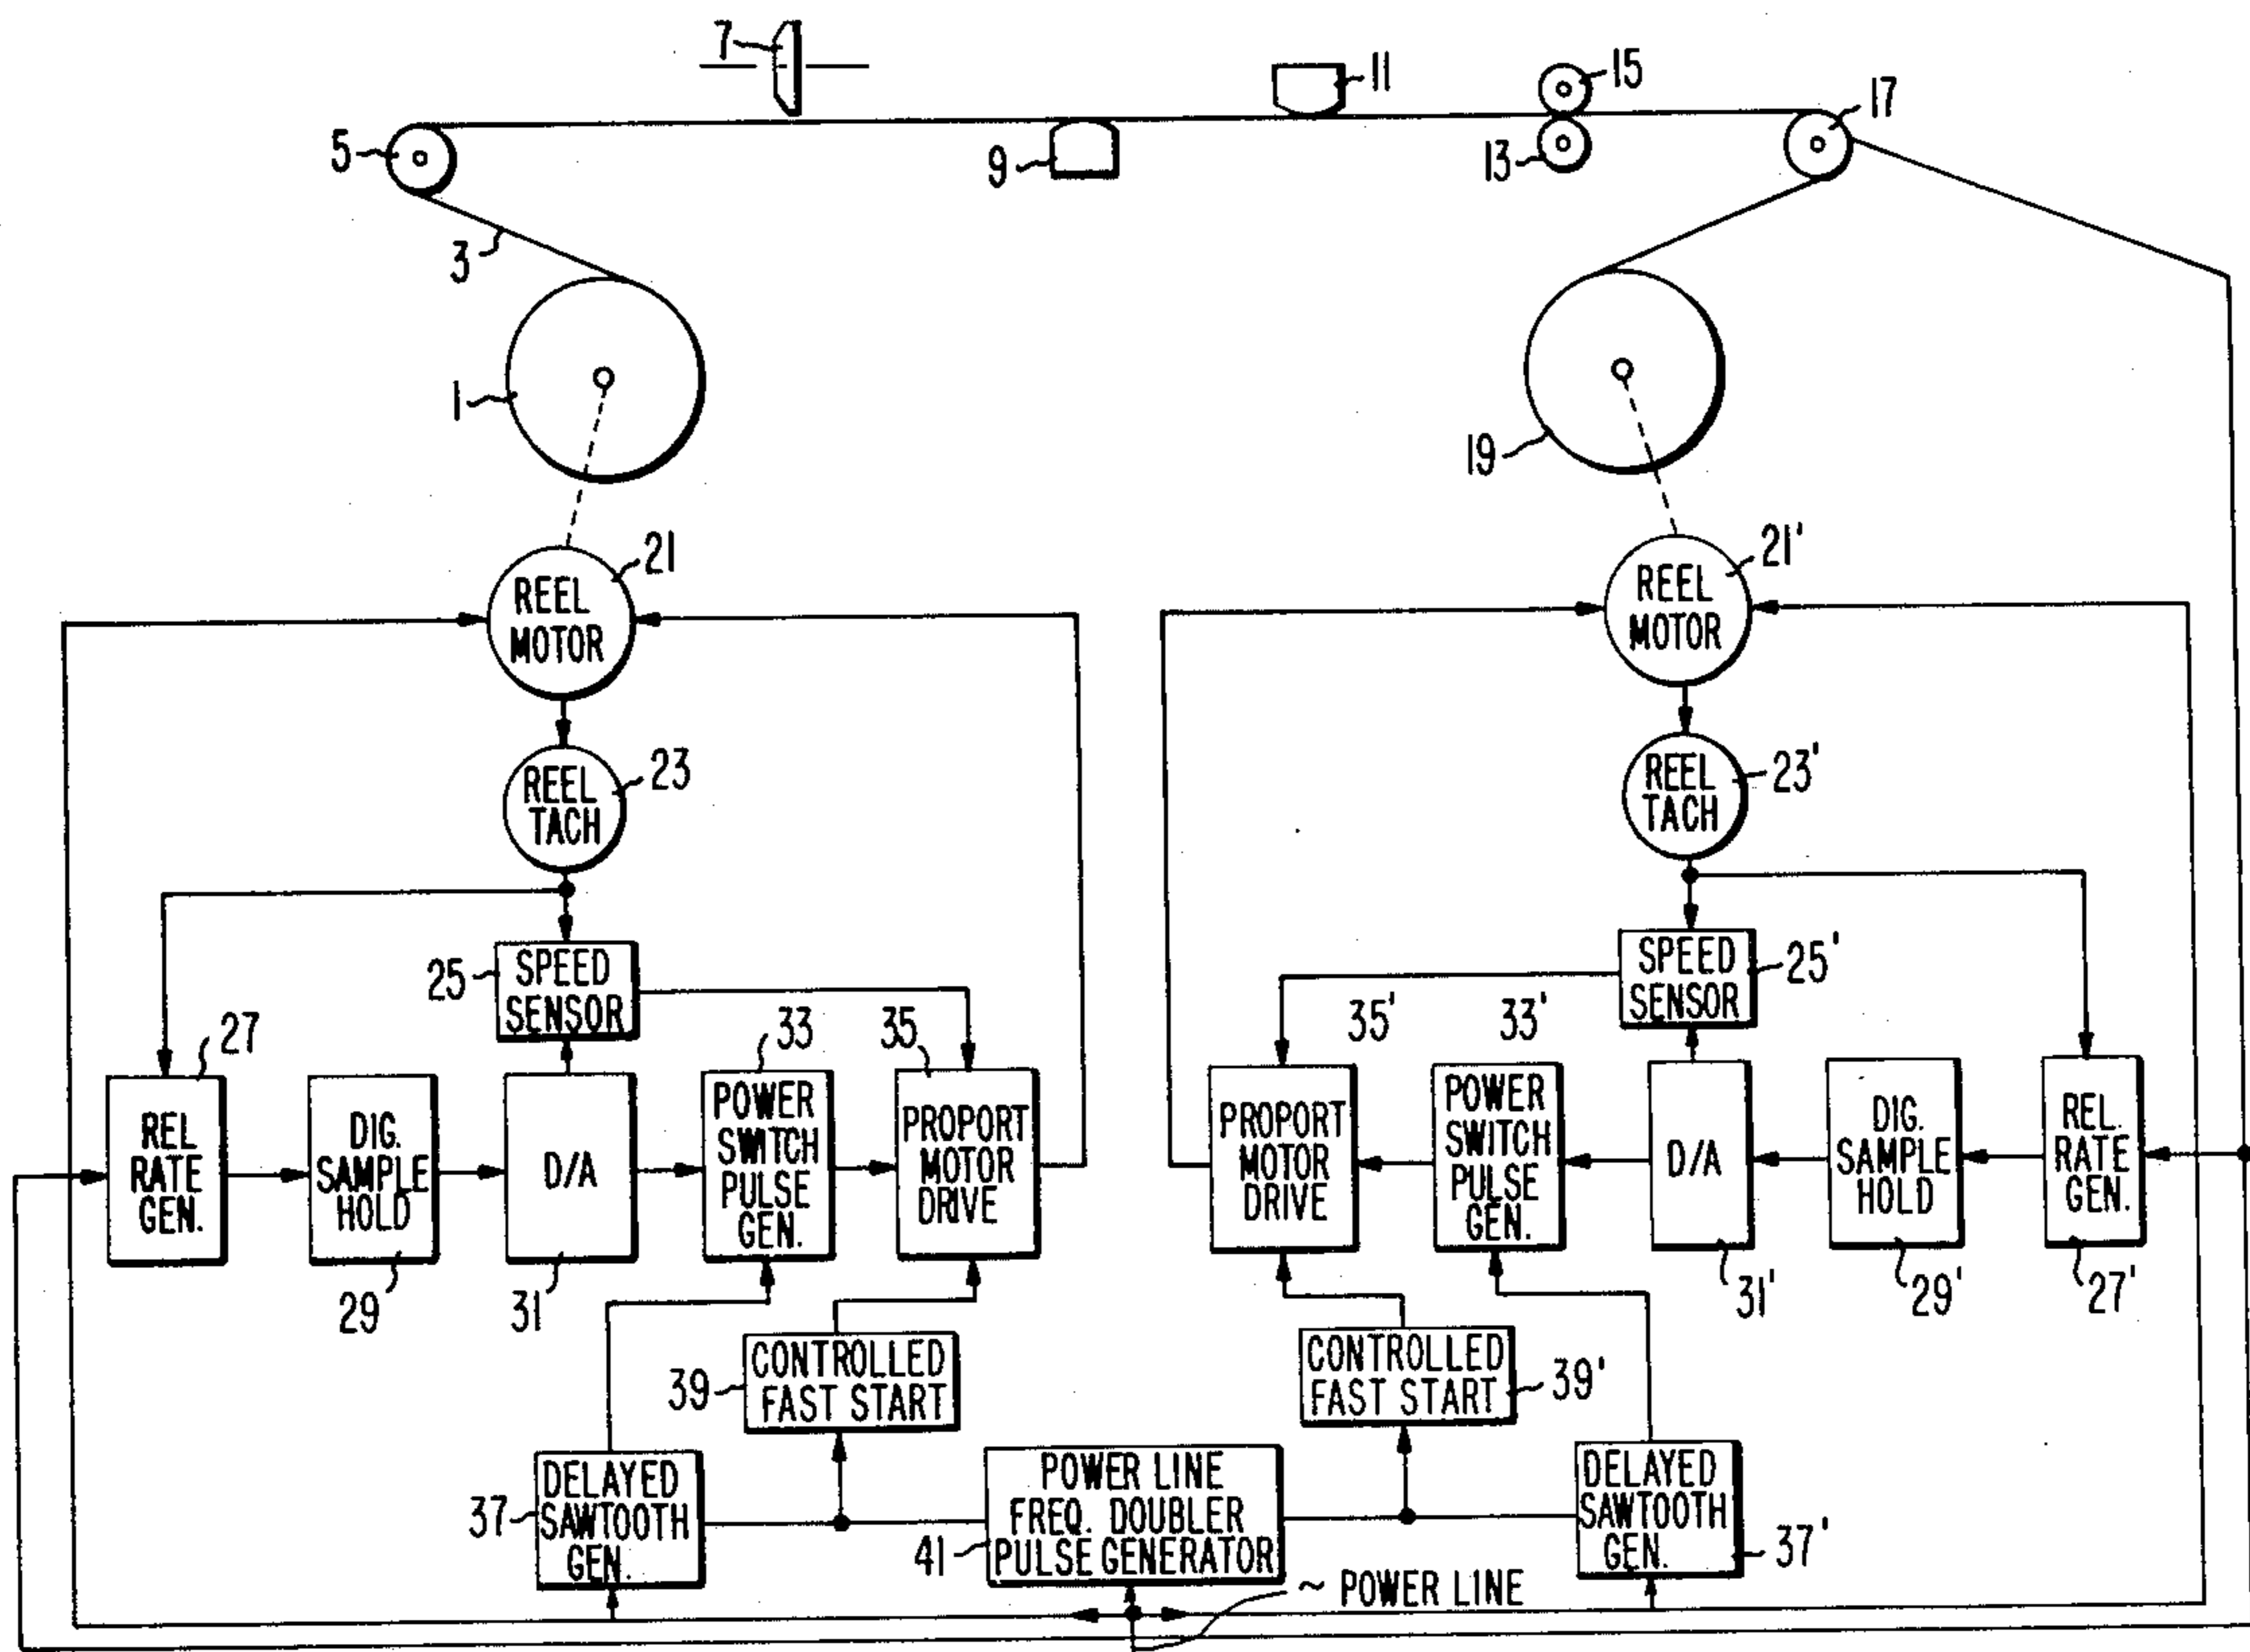 7
11
15
17
5
9
13
3
1
19
21
REEL
MOTOR
21'
REEL
MOTOR
23
REEL
TACH
23'
REEL
TACH
25
SPEED
SENSOR
25'
SPEED
SENSOR
27
33
35
35'
33'
REL
RATE
GEN.
DIG.
SAMPLE
HOLD
D/A
POWER
SWITCH
PULSE
GEN.
PROPORT
MOTOR
DRIVE
PROPORT
MOTOR
DRIVE
POWER
SWITCH
PULSE
GEN.
D/A
DIG.
SAMPLE
HOLD
REL.
RATE
GEN.
29
31
31'
29'
27'
39
CONTROLLED
FAST START
CONTROLLED
FAST START
39'
37
DELAYED
SAWTOOTH
GEN.
41
POWER LINE
FREQ. DOUBLER
PULSE GENERATOR
DELAYED
SAWTOOTH
GEN.
37'
~ POWER LINE